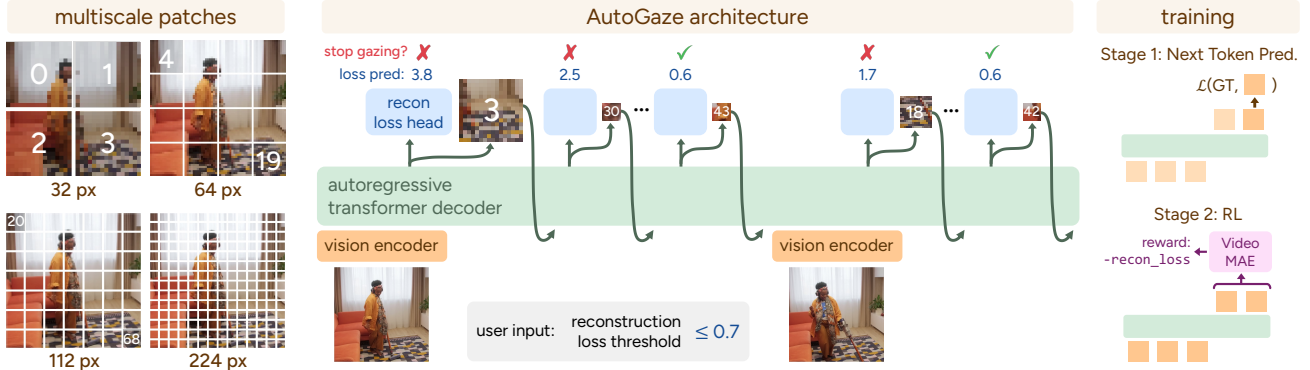 multiscale patches
0
1
2
3
32 px
4
19
64 px
20
68
112 px
224 px
AutoGaze architecture
stop gazing? ✗ ✗ ✓ ✗ ✓
loss pred: 3.8 2.5 0.6 1.7 0.6
recon
loss head
3
30
...
43
18
...
42
autoregressive
transformer decoder
vision encoder
vision encoder
user input:
reconstruction
loss threshold
≤ 0.7
training
Stage 1: Next Token Pred.
ℒ(GT, )
Stage 2: RL
reward:
-recon_loss
Video
MAE